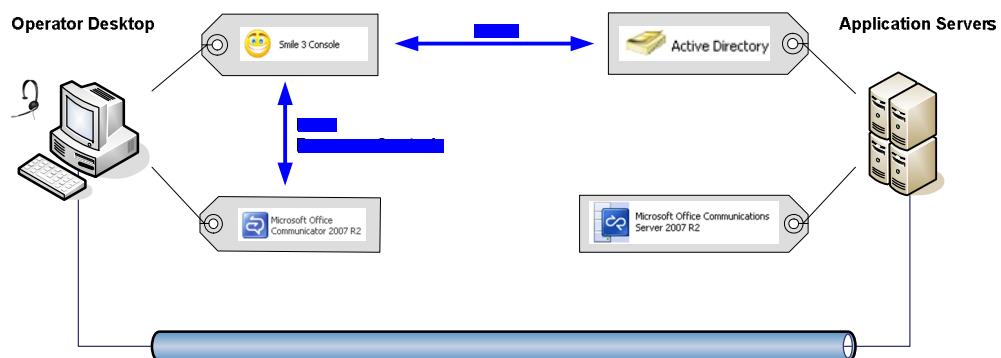 Operator Desktop
Application Servers
Smile 3 Console
Active Directory
Microsoft Office
Communicator 2007 R2
Microsoft Office Communications
Server 2007 R2